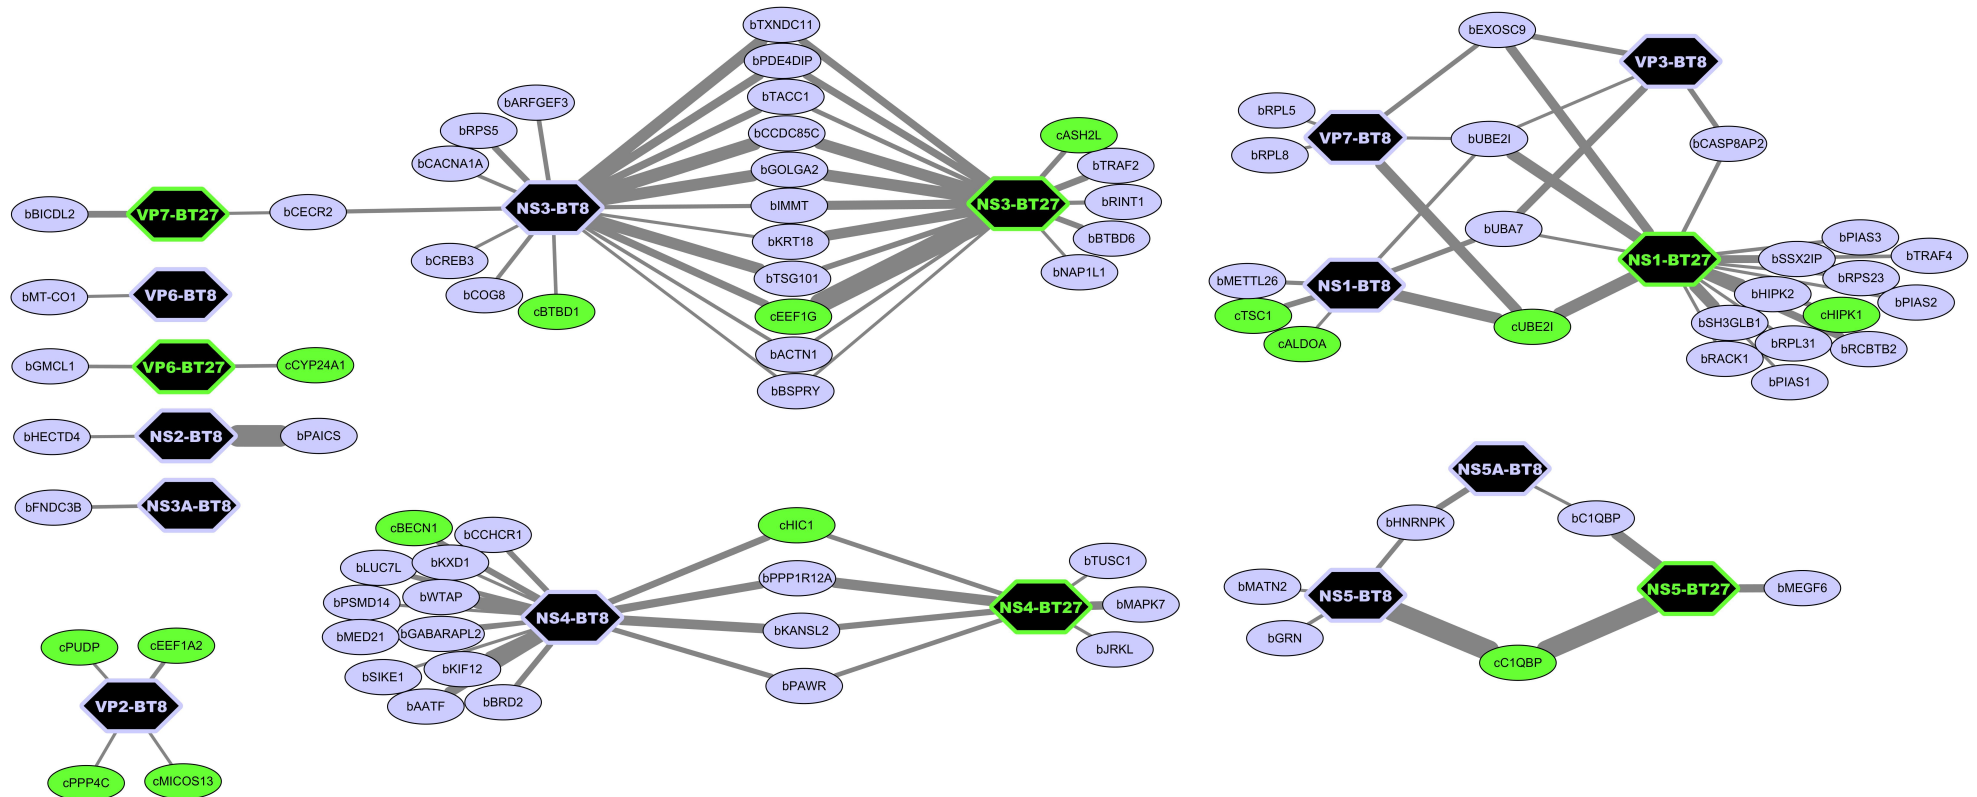 bTXNDC11
bPDE4DIP
bTACC1
bCCDC85C
bGOLGA2
bIMMT
bKRT18
bTSG101
cEEF1G
bACTN1
bBSPRY
bARFGEF3
bRPS5
bCACNA1A
bBICDL2
VP7-BT27
bCECR2
NS3-BT8
NS3-BT27
bCREB3
bCOG8
cBTBD1
cASH2L
bTRAF2
bRINT1
bBTBD6
bNAP1L1
bMT-CO1
VP6-BT8
bGMCL1
VP6-BT27
cCYP24A1
bHECTD4
NS2-BT8
bPAICS
bFNDC3B
NS3A-BT8
bEXOSC9
VP3-BT8
bRPL5
VP7-BT8
bRPL8
bUBE2I
bCASP8AP2
bUBA7
NS1-BT27
bMETTL26
NS1-BT8
cTSC1
cALDOA
cUBE2I
bPIAS3
bTRAF4
bSSX2IP
bRPS23
bPIAS2
bHIPK2
cHIPK1
bSH3GLB1
bRPL31
bRCBTB2
bRACK1
bPIAS1
cBECN1
bCCHCR1
bKXD1
bLUC7L
bWTAP
bPSMD14
bMED21
bGABARAPL2
NS4-BT8
bSIKE1
bKIF12
bAATF
bBRD2
cHIC1
bPPP1R12A
bKANSL2
bPAWR
NS4-BT27
bTUSC1
bMAPK7
bJRKL
NS5A-BT8
bHNRNPK
bC1QBP
bMATN2
NS5-BT8
bGRN
NS5-BT27
bMEGF6
cC1QBP
cPUDP
cEEF1A2
VP2-BT8
cPPP4C
cMICOS13